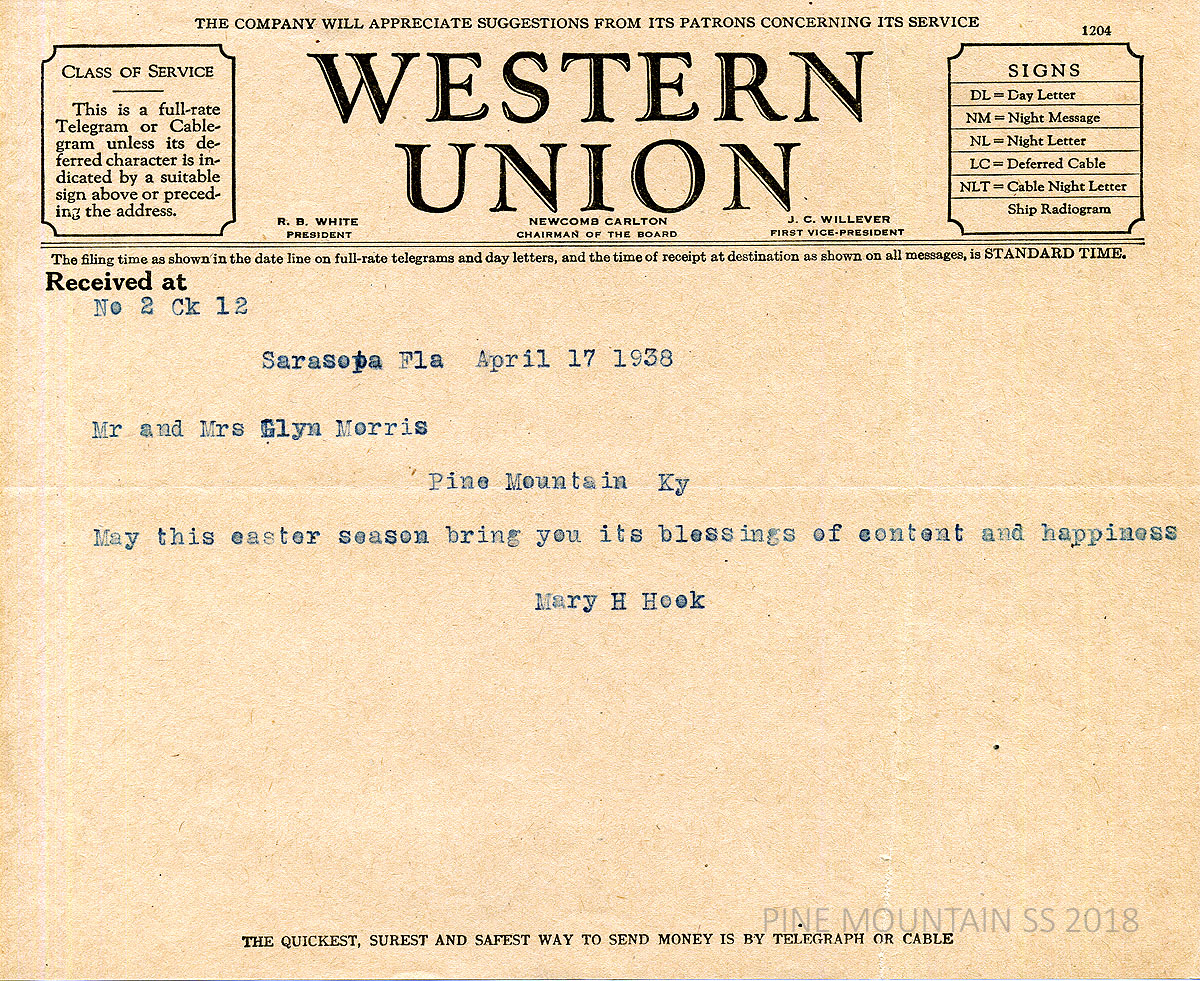 THE COMPANY WILL APPRECIATE SUGGESTIONS FROM ITS PATRONS CONCERNING ITS SERVICE
1204
CLASS OF SERVICE
This is a full-rate
Telegram or Cable-
gram unless its de-
ferred character is in-
dicated by a suitable
sign above or preced-
ing the address.
WESTERN
UNION
R. B. WHITE
PRESIDENT
NEWCOMB CARLTON
CHAIRMAN OF THE BOARD
J. C. WILLEVER
FIRST VICE-PRESIDENT
SIGNS
DL = Day Letter
NM = Night Message
NL = Night Letter
LC = Deferred Cable
NLT = Cable Night Letter
Ship Radiogram
The filing time as shown in the date line on full-rate telegrams and day letters, and the time of receipt at destination as shown on all messages, is STANDARD TIME.
Received at
No 2 Ck 12
Sarasota Fla April 17 1938
Mr and Mrs Glyn Morris
Pine Mountain Ky
May this easter season bring you its blessings of content and happiness
Mary H Hook
PINE MOUNTAIN SS 2018
THE QUICKEST, SUREST AND SAFEST WAY TO SEND MONEY IS BY TELEGRAPH OR CABLE